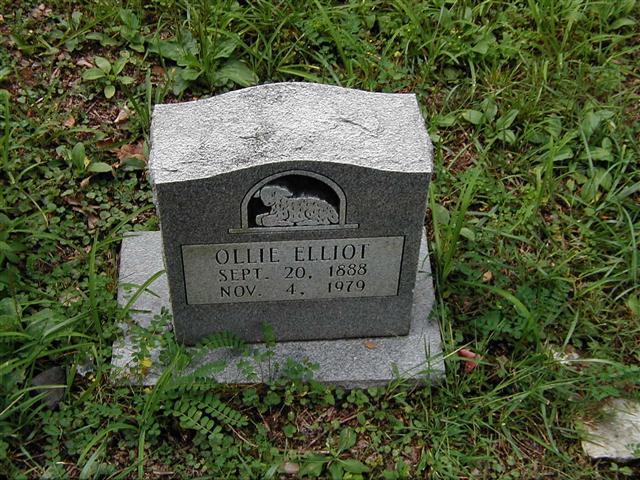 OLLIE ELLIOT
SEPT. 20, 1888
NOV. 4, 1979